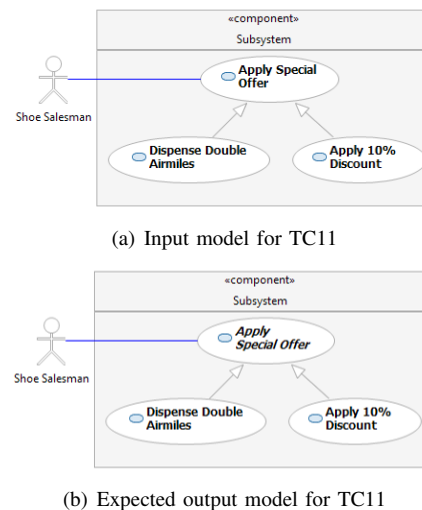 «component»
Subsystem
Apply Special
Offer
Shoe Salesman
Dispense Double
Airmiles
Apply 10%
Discount
(a) Input model for TC11
«component»
Subsystem
Apply
Special Offer
Shoe Salesman
Dispense Double
Airmiles
Apply 10%
Discount
(b) Expected output model for TC11